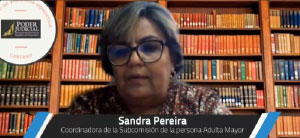 PODER
JUDICIAL
Sandra Pereira
Coordinadora de la Subcomisión de la persona Adulta Mayor